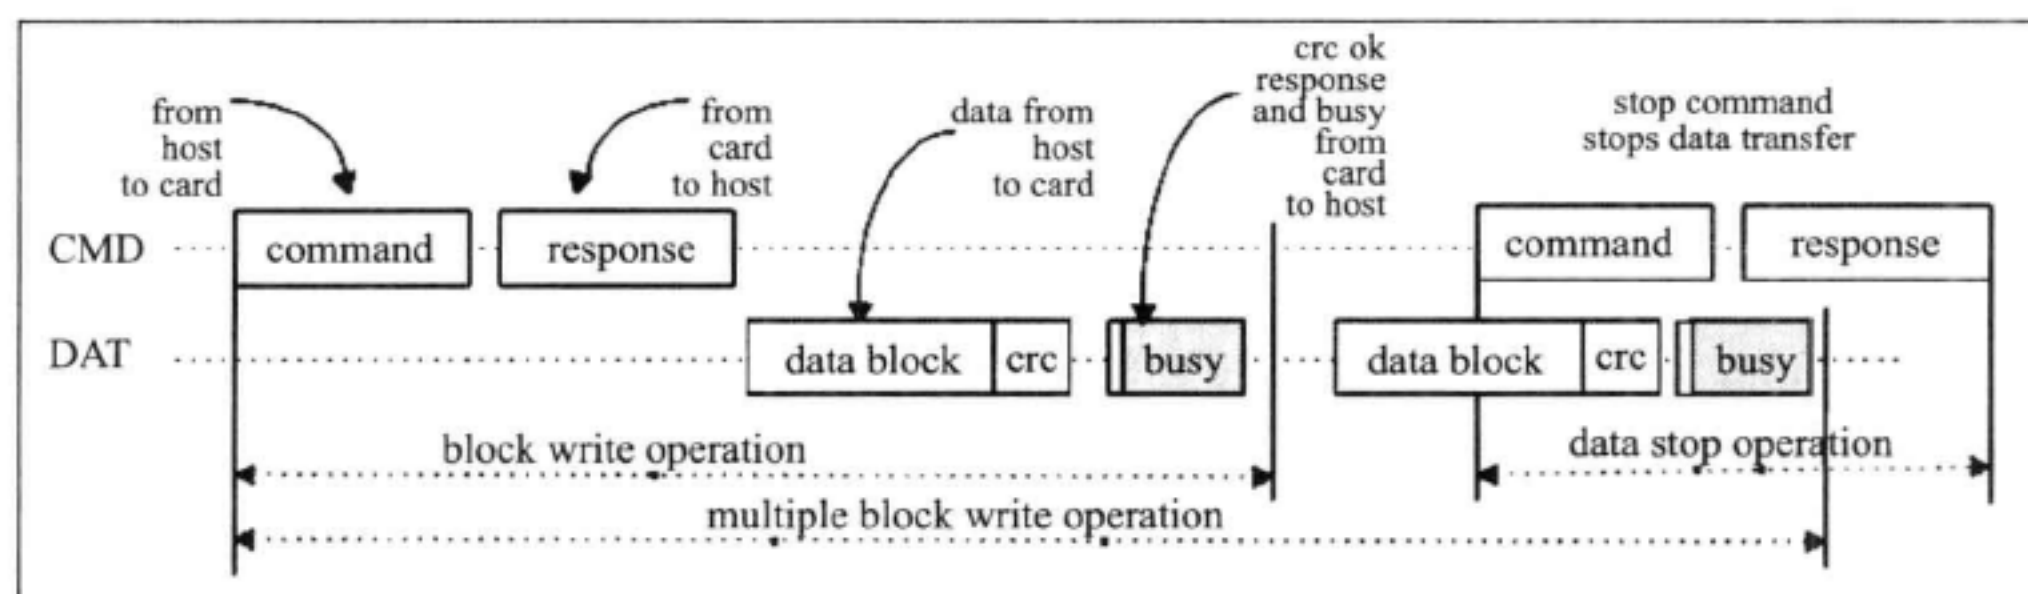 from
host
to card
from
card
to host
data from
host
to card
crc ok
response
and busy
from
card
to host
stop command
stops data transfer
CMD command response command response
DAT data block crc busy data block crc busy
block write operation data stop operation
multiple block write operation